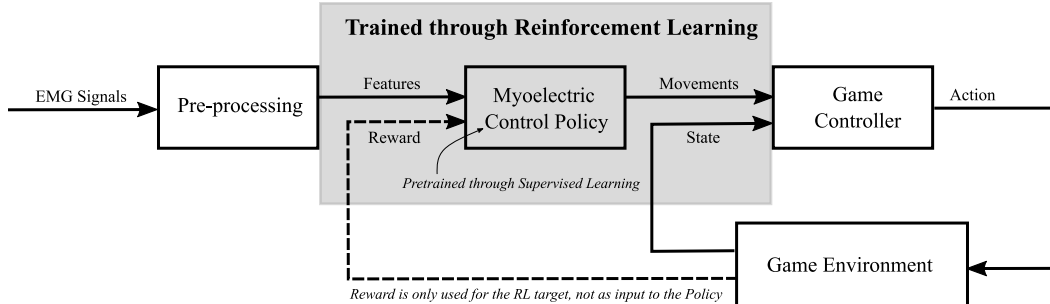 Trained through Reinforcement Learning
EMG Signals
Pre-processing
Features
Myoelectric
Control Policy
Movements
Game
Controller
Action
Reward
State
Pretrained through Supervised Learning
Game Environment
Reward is only used for the RL target, not as input to the Policy